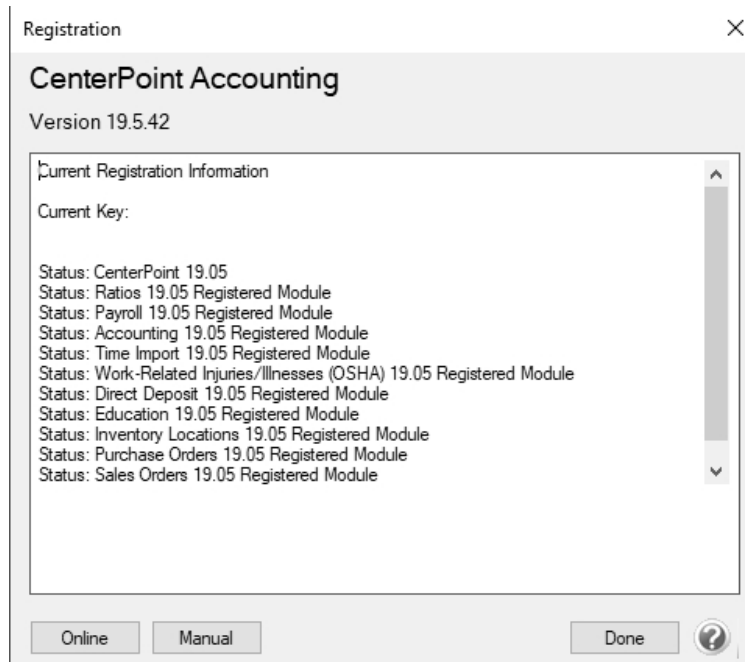 Registration
CenterPoint Accounting
Version 19.5.42
Current Registration Information
Current Key:
Status: CenterPoint 19.05
Status: Ratios 19.05 Registered Module
Status: Payroll 19.05 Registered Module
Status: Accounting 19.05 Registered Module
Status: Time Import 19.05 Registered Module
Status: Work-Related Injuries/Illnesses (OSHA) 19.05 Registered Module
Status: Direct Deposit 19.05 Registered Module
Status: Education 19.05 Registered Module
Status: Inventory Locations 19.05 Registered Module
Status: Purchase Orders 19.05 Registered Module
Status: Sales Orders 19.05 Registered Module
Online Manual Done ?